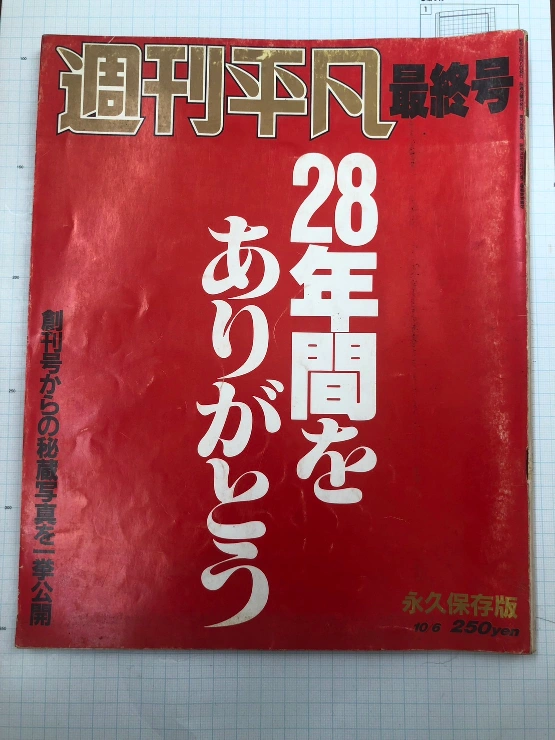 週刊平凡
最終号
28年間を
ありがとう
創刊号からの秘蔵写真を一挙公開
永久保存版
10/6 250yen